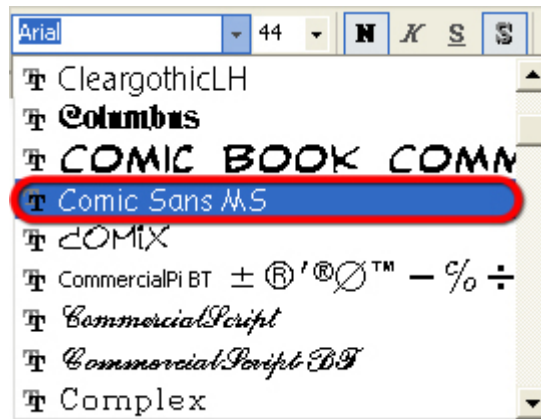 Arial 44 N K S S
CleargothicLH
Columbus
COMIC BOOK COMM
Comic Sans MS
COMiX
CommercialPi BT ± ® ′ ® ∅ ™ − % ÷
CommercialScript
CommercialScript BT
Complex